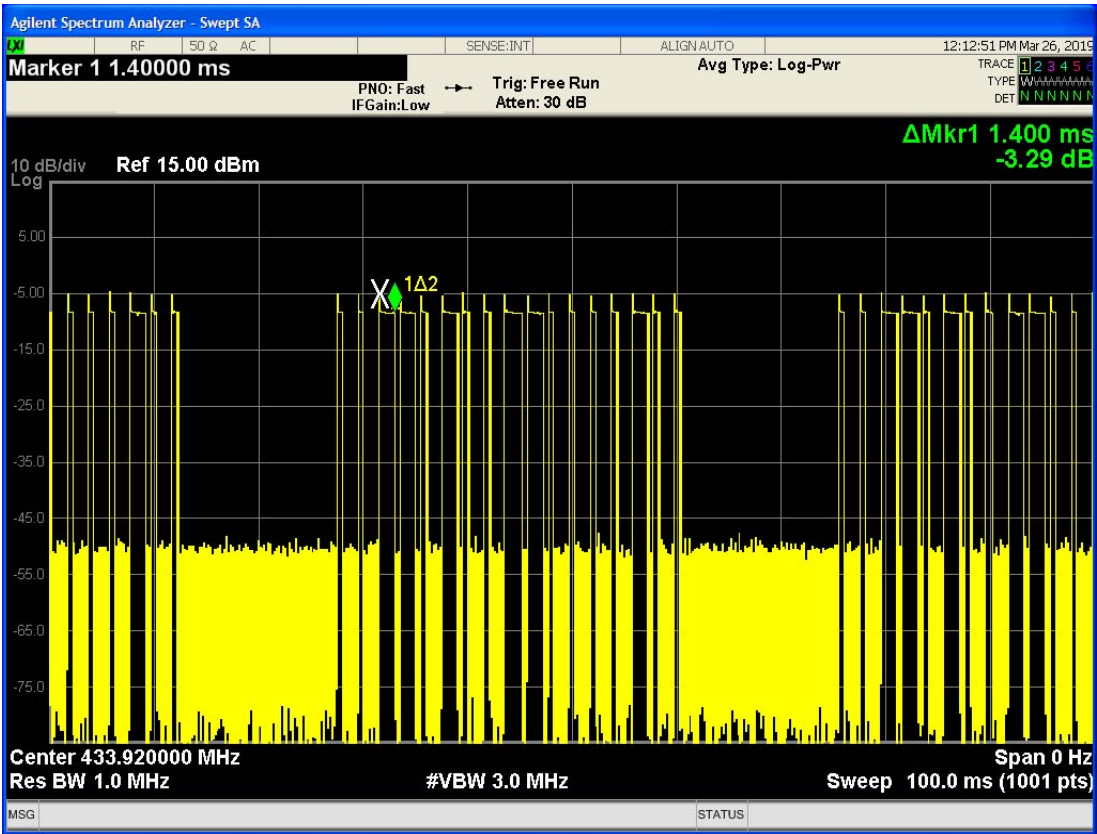 Agilent Spectrum Analyzer - Swept SA
LXI RF 50 Ω AC SENSE:INT ALIGN AUTO 12:12:51 PM Mar 26, 2019
Marker 1 1.40000 ms
PNO: Fast
IFGain:Low
Trig: Free Run
Atten: 30 dB
Avg Type: Log-Pwr
TRACE 1 2 3 4 5 6
TYPE WWWWWW
DET N N N N N N
ΔMkr1 1.400 ms
-3.29 dB
10 dB/div Ref 15.00 dBm
Log
5.00
1Δ2
-5.00
-15.0
-25.0
-35.0
-45.0
-55.0
-65.0
-75.0
Center 433.920000 MHz Span 0 Hz
Res BW 1.0 MHz #VBW 3.0 MHz Sweep 100.0 ms (1001 pts)
MSG STATUS